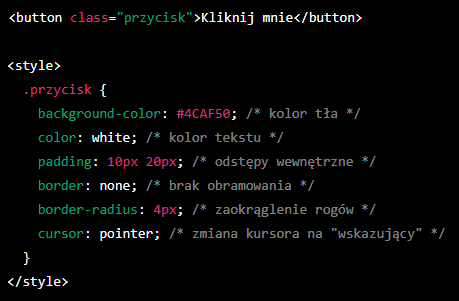 <button class="przycisk">Kliknij mnie</button>
<style>
.przycisk {
background-color: #4CAF50; /* kolor tła */
color: white; /* kolor tekstu */
padding: 10px 20px; /* odstępy wewnętrzne */
border: none; /* brak obramowania */
border-radius: 4px; /* zaokrąglenie rogów */
cursor: pointer; /* zmiana kursora na "wskazujący" */
}
</style>